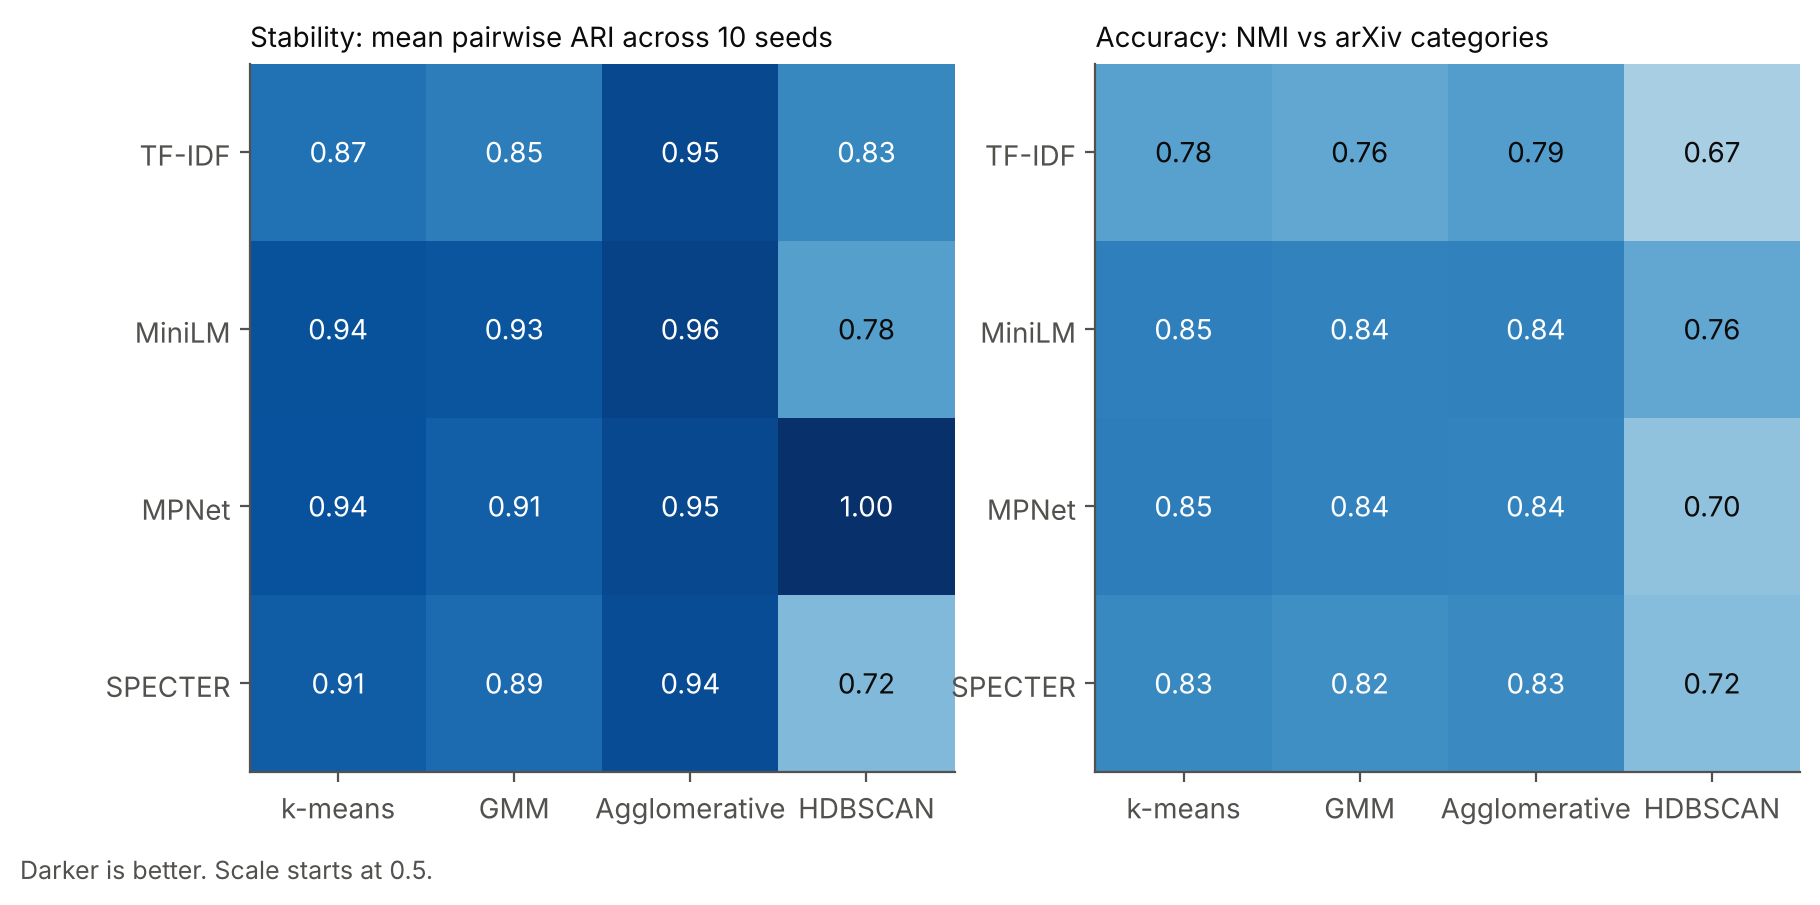 Stability: mean pairwise ARI across 10 seeds
TF-IDF 0.87 0.85 0.95 0.83
MiniLM 0.94 0.93 0.96 0.78
MPNet 0.94 0.91 0.95 1.00
SPECTER 0.91 0.89 0.94 0.72
k-means GMM Agglomerative HDBSCAN
Accuracy: NMI vs arXiv categories
TF-IDF 0.78 0.76 0.79 0.67
MiniLM 0.85 0.84 0.84 0.76
MPNet 0.85 0.84 0.84 0.70
SPECTER 0.83 0.82 0.83 0.72
k-means GMM Agglomerative HDBSCAN
Darker is better. Scale starts at 0.5.